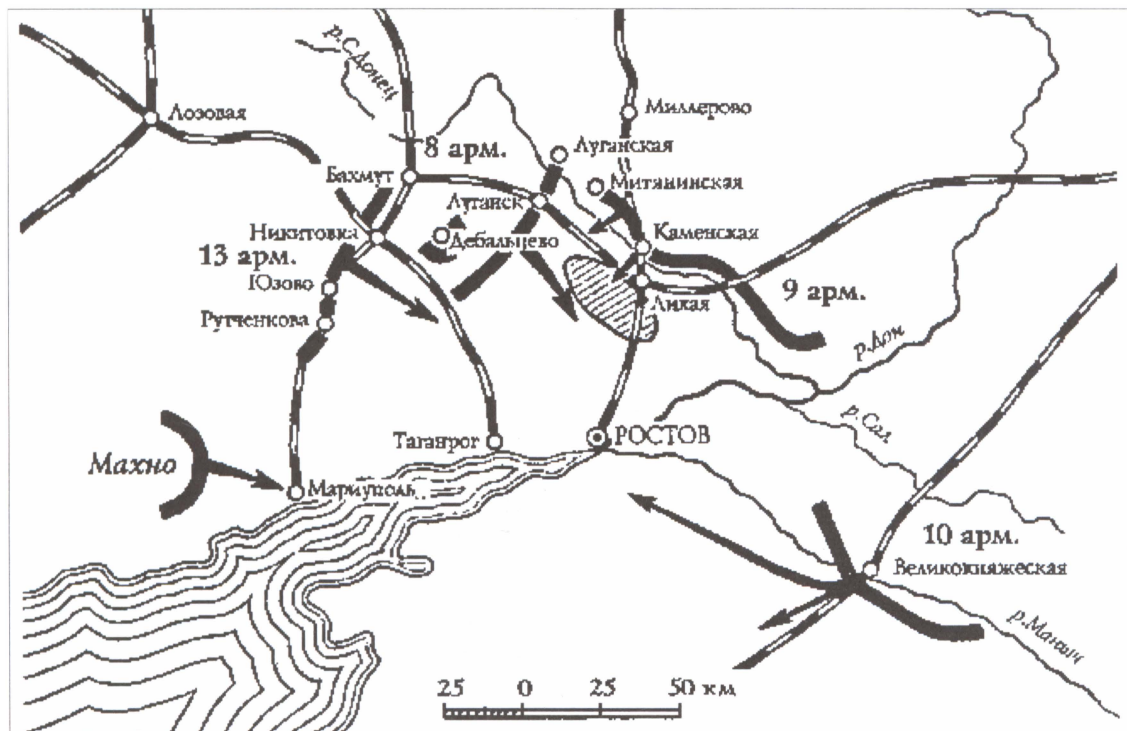 р.С.Донец
Лозовая
Миллерово
8 арм.
Луганская
Бахмут
Митянинская
Луганск
Никитовка
Дебальцево
Каменская
13 арм.
Юзово
Лихая
9 арм.
Рутченкова
р.Дон
р.Сал
Таганрог
РОСТОВ
Махно
Мариуполь
10 арм.
Великокняжеская
р.Маныч
25 0 25 50 км